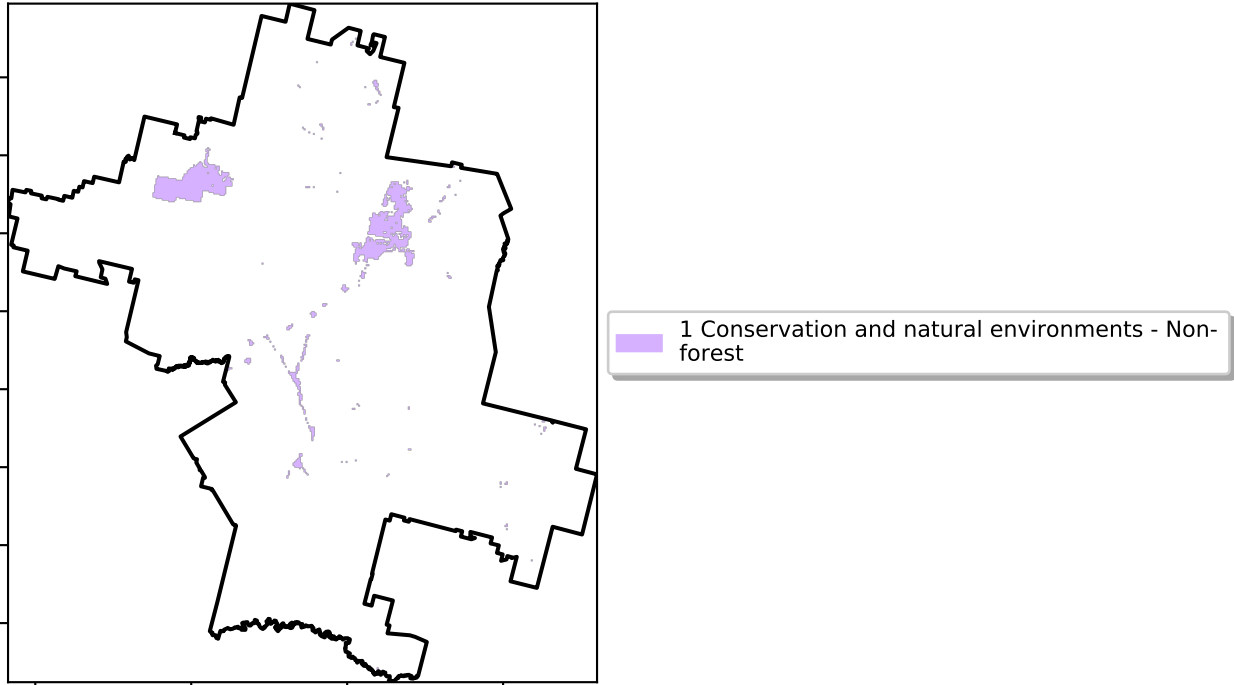 1 Conservation and natural environments - Non-
forest